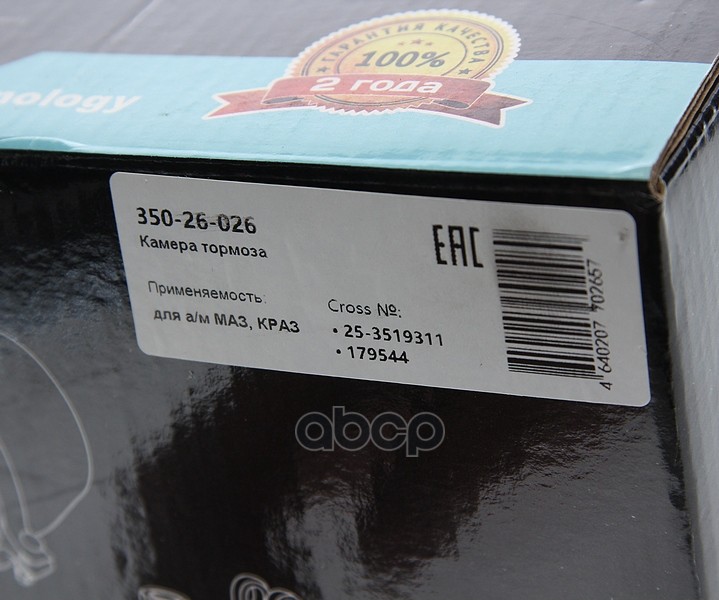 ГАРАНТИЯ КАЧЕСТВА
100%
2 года
nology
350-26-026
Камера тормоза
EAC
Применяемость:
для а/м МАЗ, КРАЗ
Cross №:
• 25-3519311
• 179544
4 640207 702657
abcp